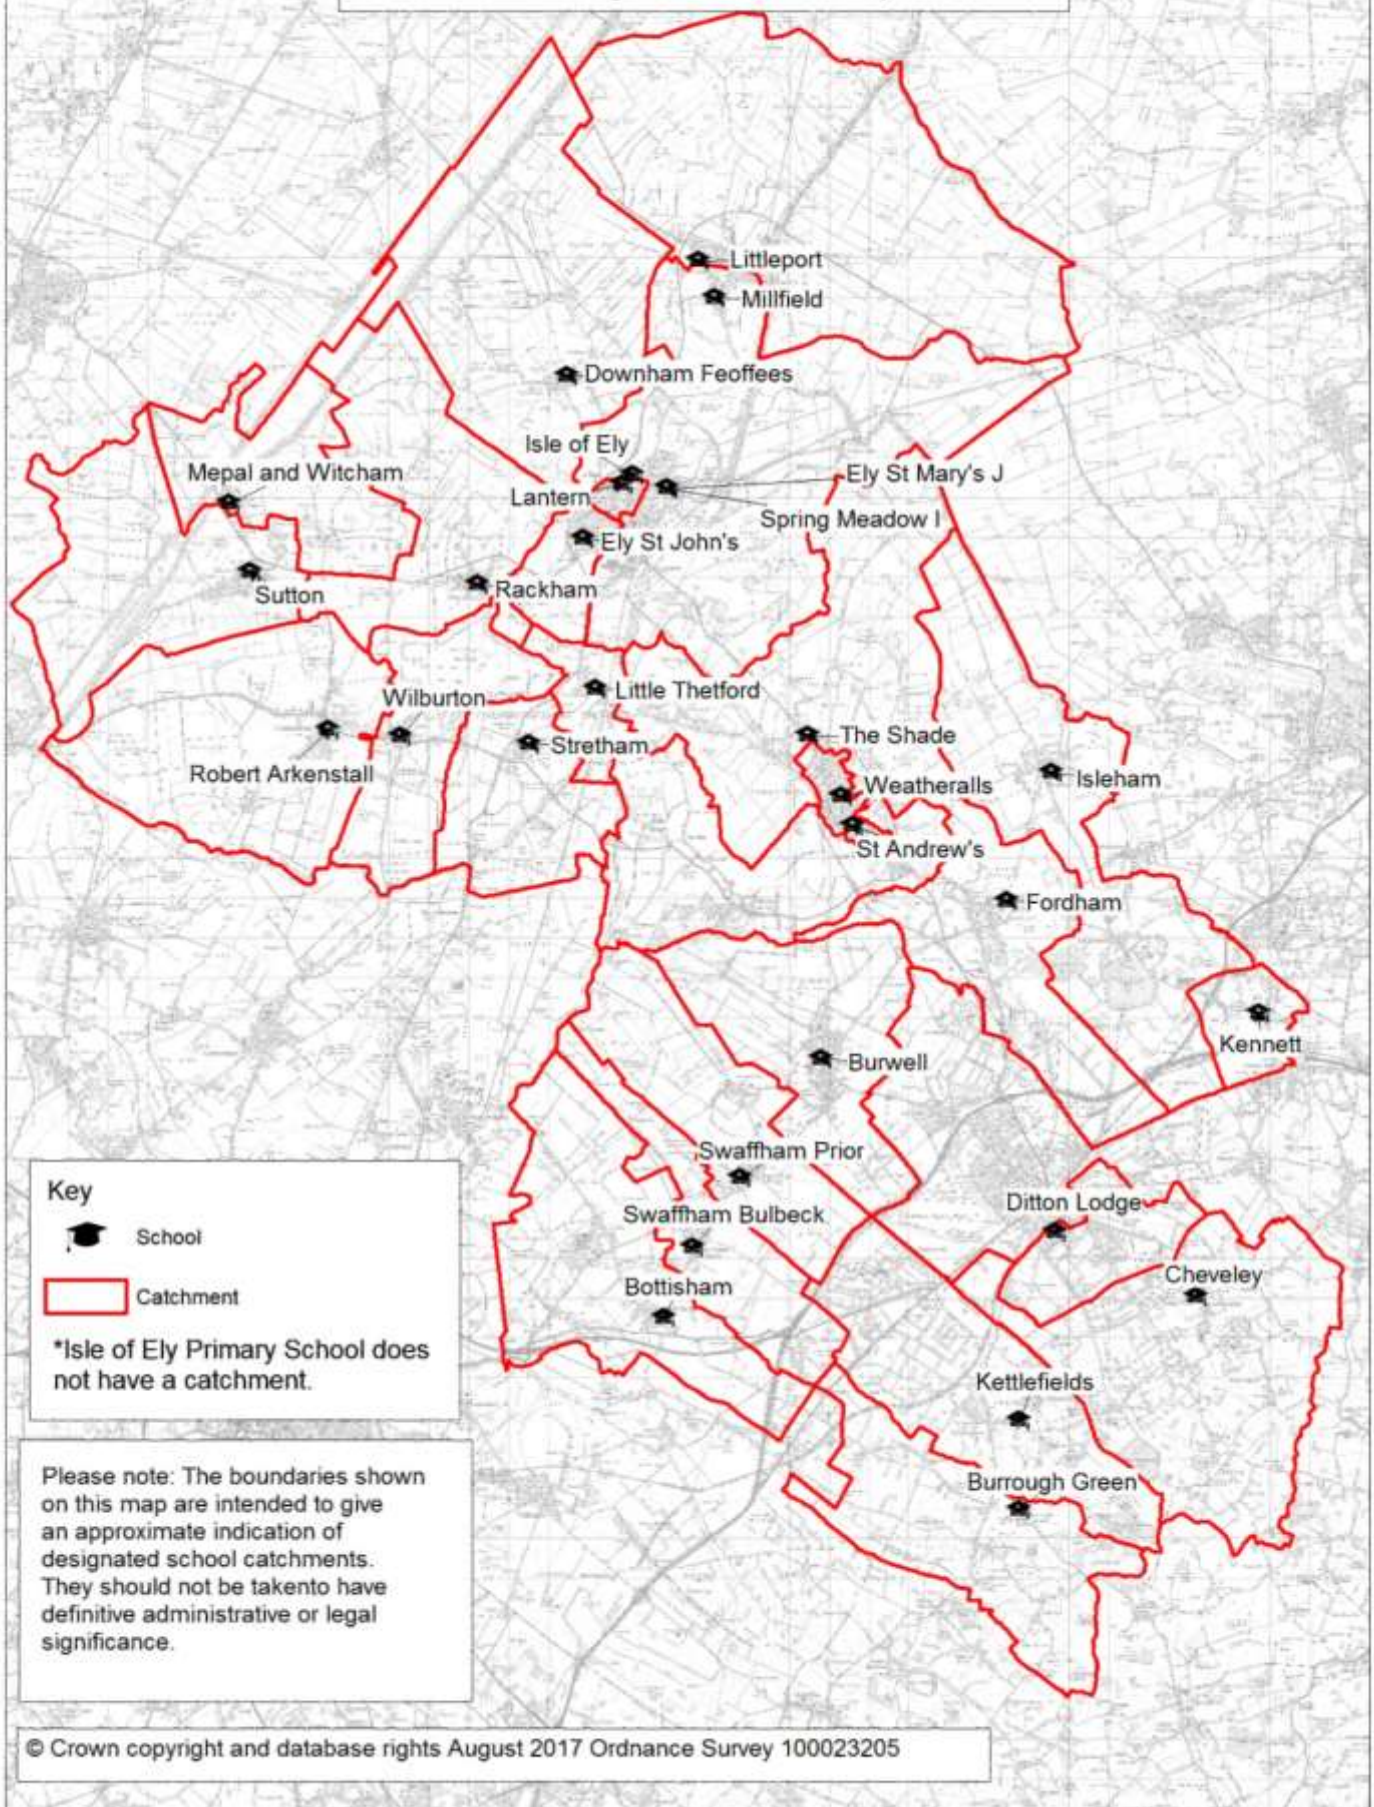 Littleport
Millfield
Downham Feoffees
Isle of Ely
Mepal and Witcham
Ely St Mary's J
Lantern
Spring Meadow I
Ely St John's
Rackham
Sutton
Little Thetford
Wilburton
The Shade
Stretham
Robert Arkenstall
Isleham
Weatheralls
St Andrew's
Fordham
Kennett
Burwell
Swaffham Prior
Ditton Lodge
Swaffham Bulbeck
Cheveley
Bottisham
Kettlefields
Burrough Green
Key
School
Catchment
*Isle of Ely Primary School does
not have a catchment.
Please note: The boundaries shown
on this map are intended to give
an approximate indication of
designated school catchments.
They should not be takento have
definitive administrative or legal
significance.
© Crown copyright and database rights August 2017 Ordnance Survey 100023205